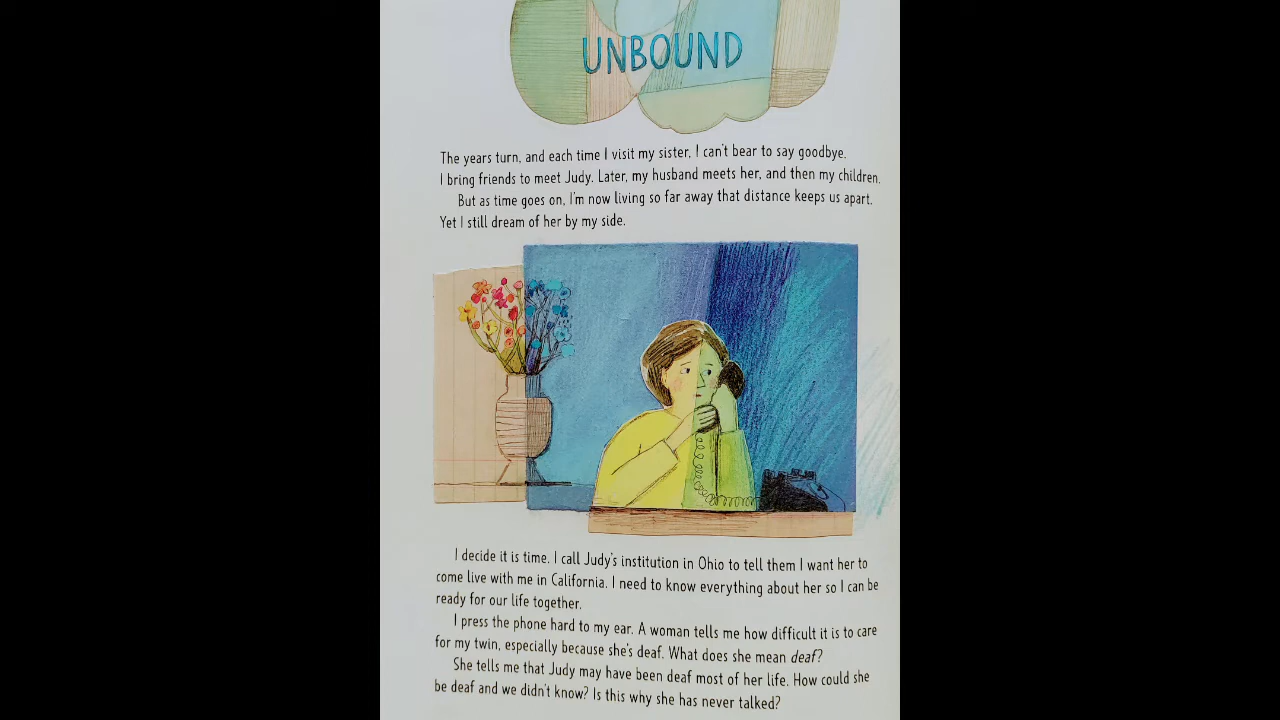 UNBOUND
The years turn, and each time I visit my sister, I can't bear to say goodbye.
I bring friends to meet Judy. Later, my husband meets her, and then my children.
But as time goes on, I'm now living so far away that distance keeps us apart.
Yet I still dream of her by my side.
I decide it is time. I call Judy's institution in Ohio to tell them I want her to
come live with me in California. I need to know everything about her so I can be
ready for our life together.
I press the phone hard to my ear. A woman tells me how difficult it is to care
for my twin, especially because she's deaf. What does she mean deaf?
She tells me that Judy may have been deaf most of her life. How could she
be deaf and we didn't know? Is this why she has never talked?